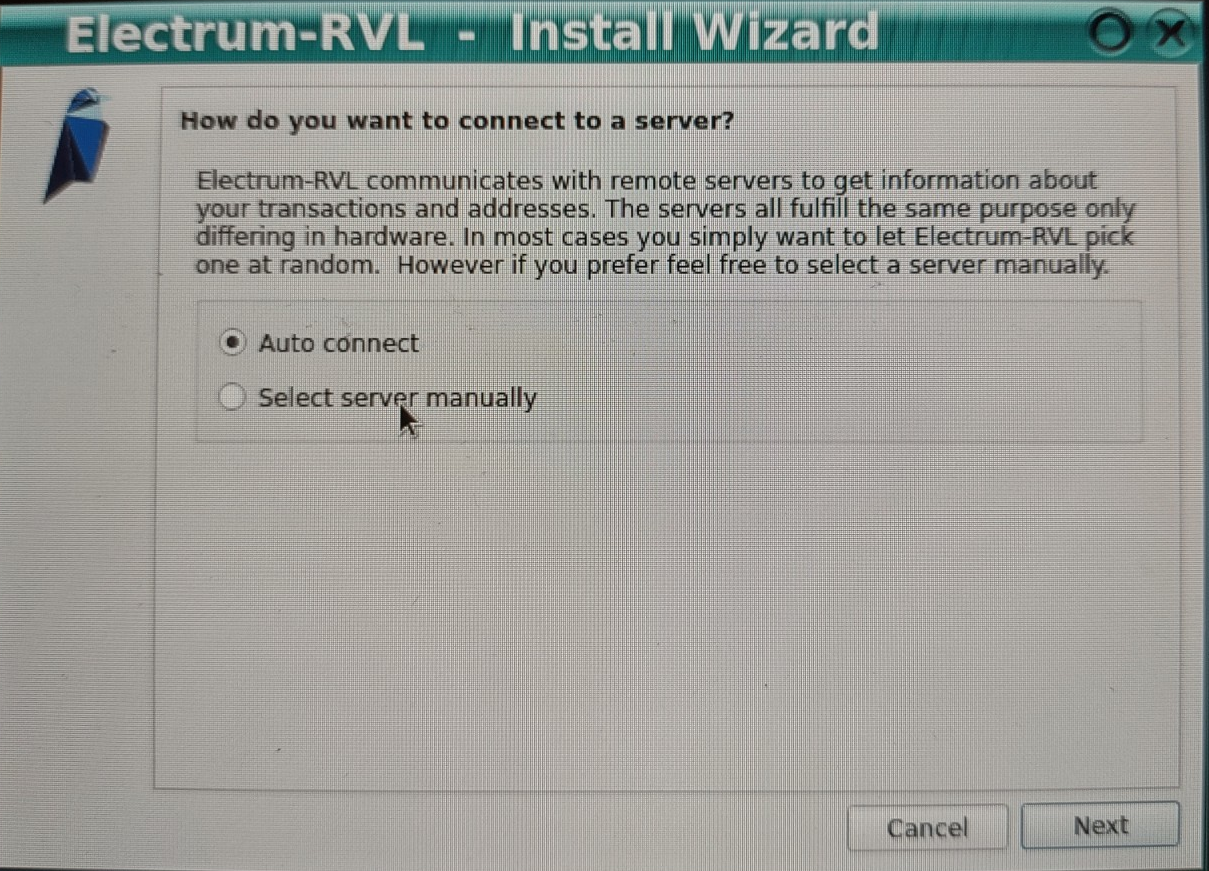 Electrum-RVL - Install Wizard
How do you want to connect to a server?
Electrum-RVL communicates with remote servers to get information about
your transactions and addresses. The servers all fulfill the same purpose only
differing in hardware. In most cases you simply want to let Electrum-RVL pick
one at random.  However if you prefer feel free to select a server manually.
Auto connect
Select server manually
Cancel
Next